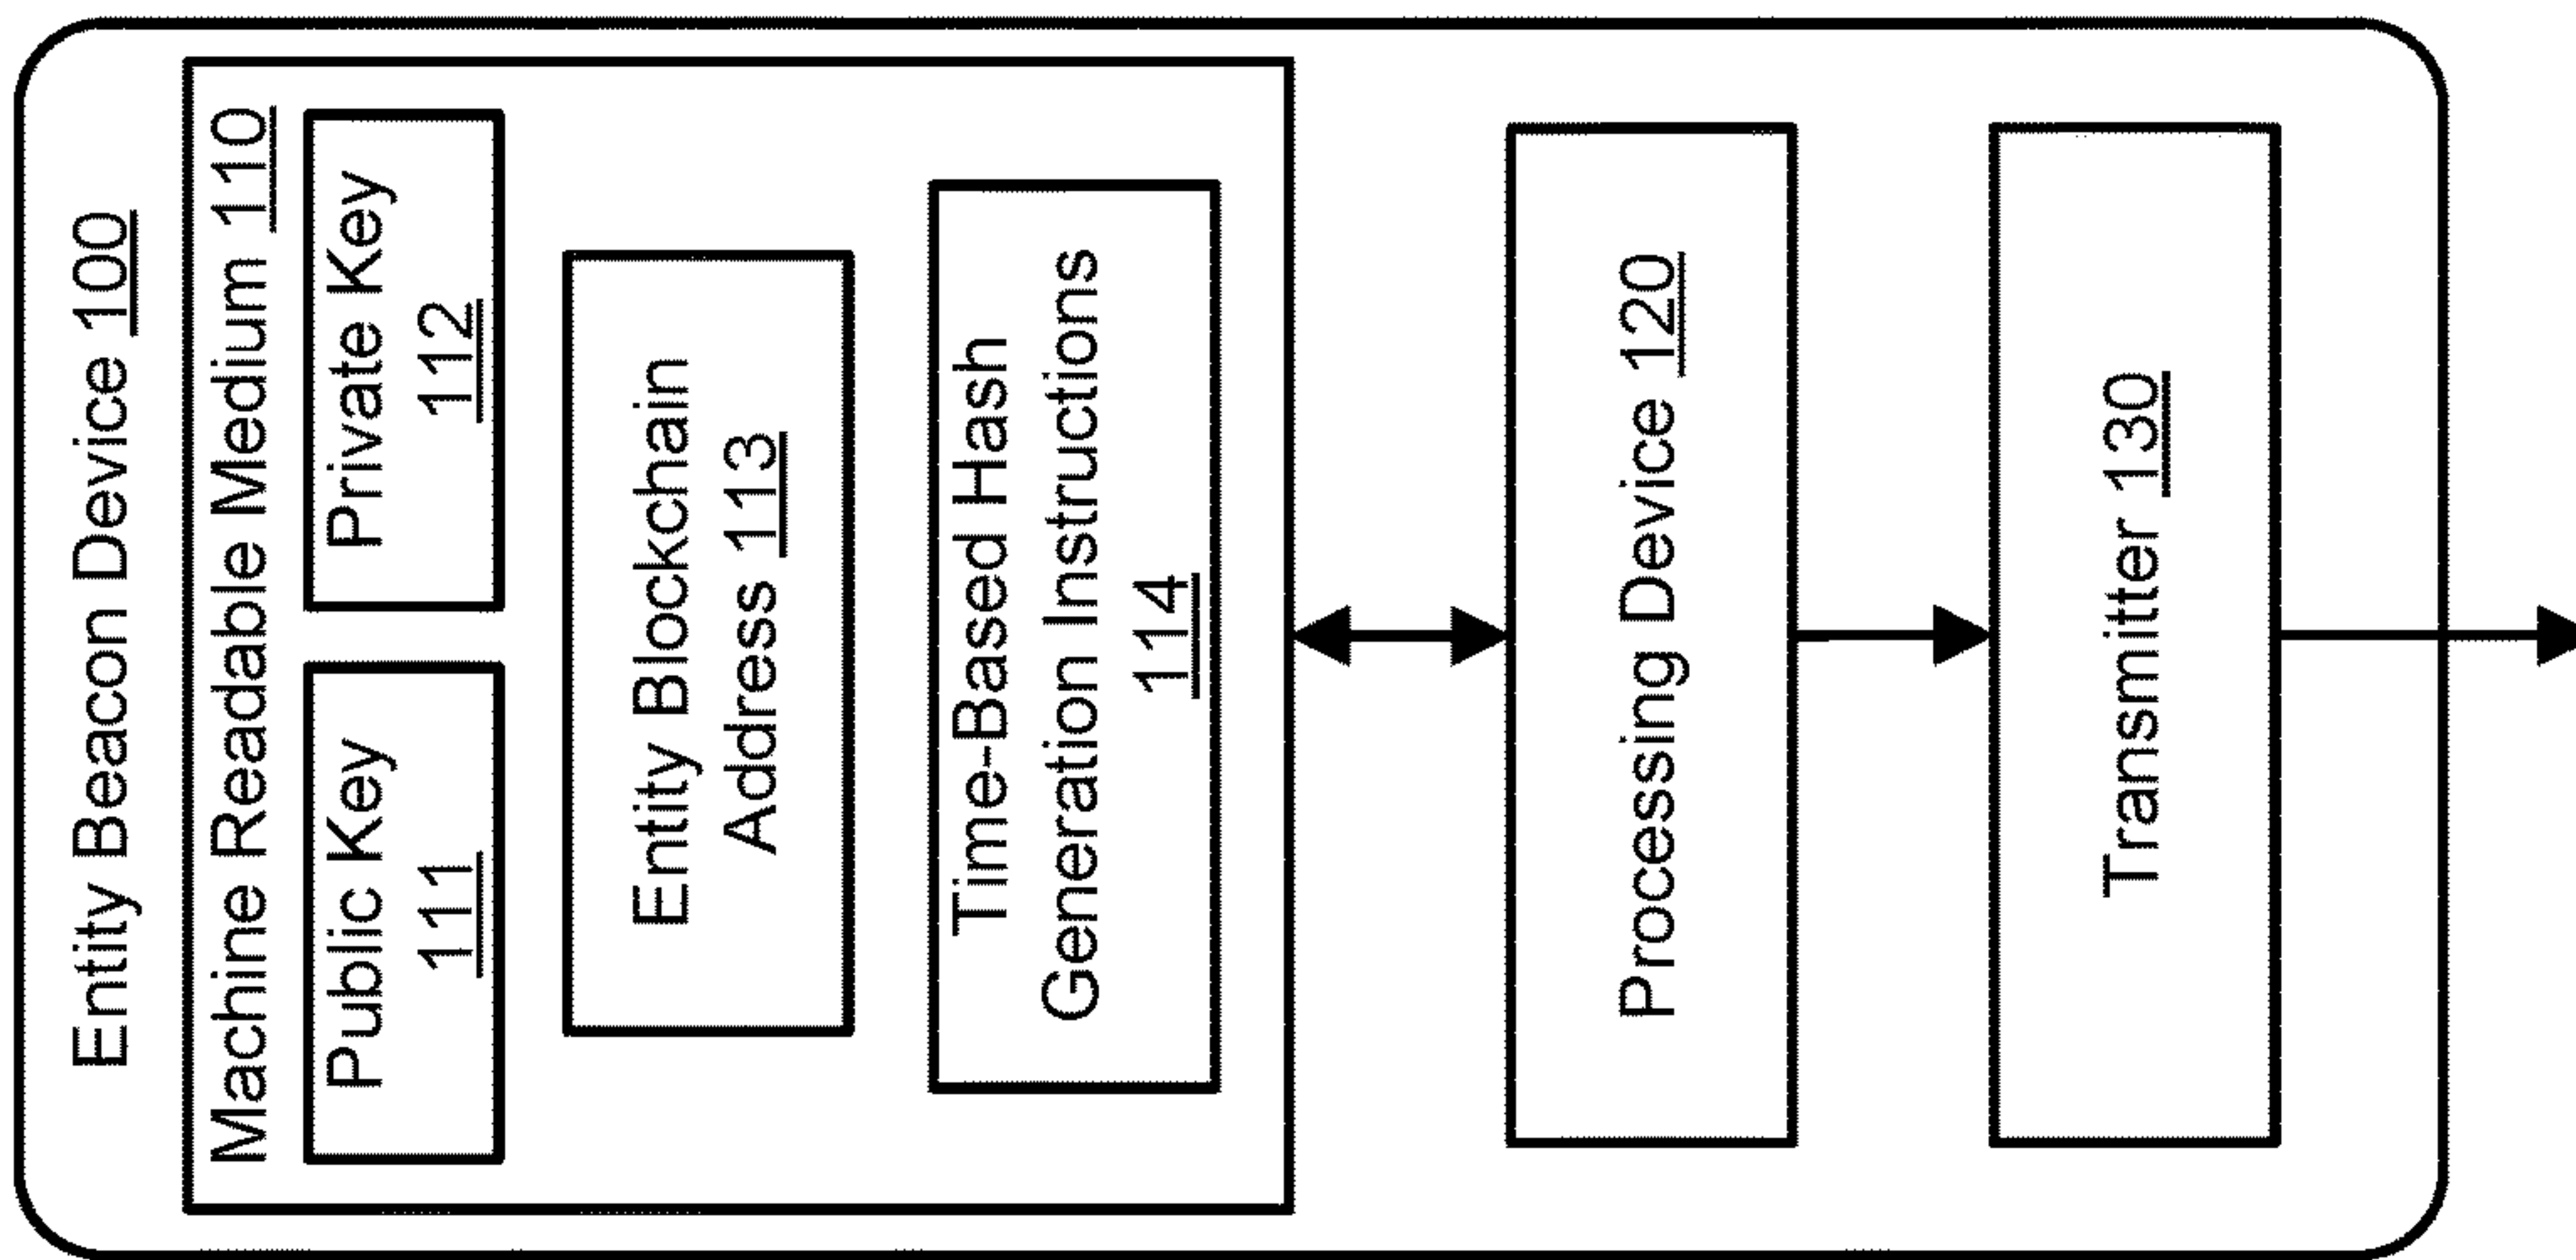 Entity Beacon Device 100
Machine Readable Medium 110
Public Key
111
Private Key
112
Entity Blockchain
Address 113
Time-Based Hash
Generation Instructions
114
Processing Device 120
Transmitter 130